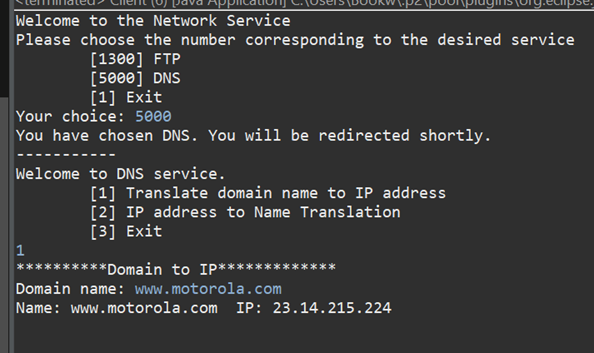 <terminated> Client (6) [Java Application] C:\Users\Bookw\.p2\pool\plugins\org.eclipse.
Welcome to the Network Service
Please choose the number corresponding to the desired service
[1300] FTP
[5000] DNS
[1] Exit
Your choice: 5000
You have chosen DNS. You will be redirected shortly.
-----------
Welcome to DNS service.
[1] Translate domain name to IP address
[2] IP address to Name Translation
[3] Exit
1
**********Domain to IP*************
Domain name: www.motorola.com
Name: www.motorola.com  IP: 23.14.215.224